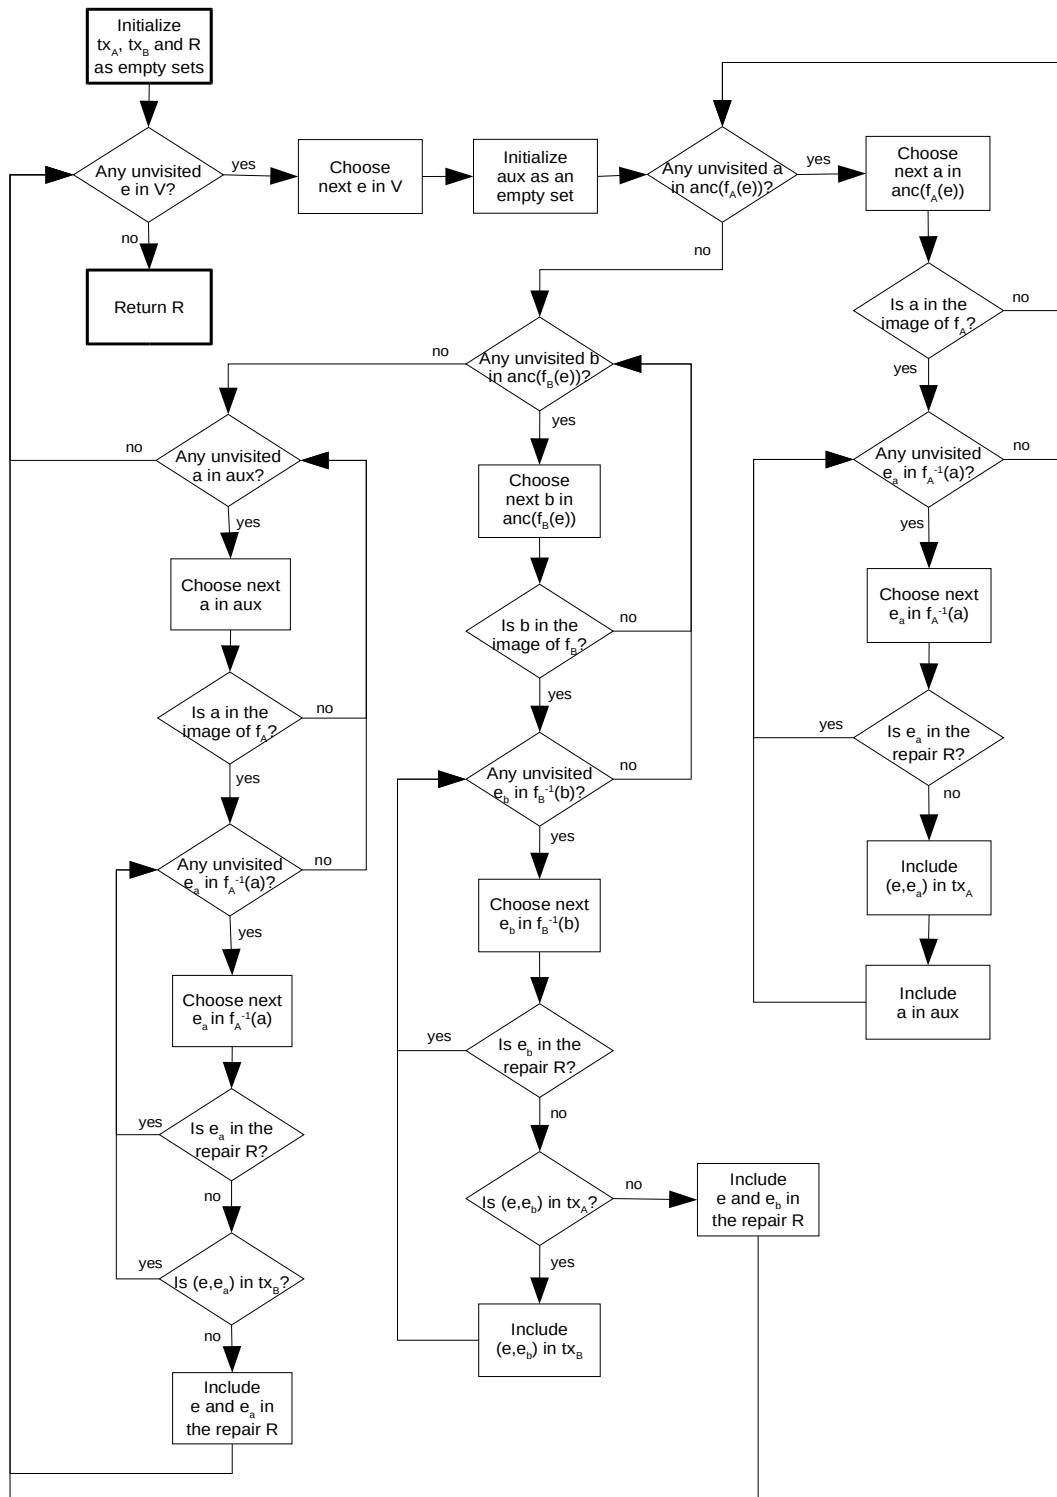 Initialize
tx_A, tx_B and R
as empty sets
Any unvisited
e in V?
yes
no
Choose
next e in V
Initialize
aux as an
empty set
Any unvisited a
in anc(f_A(e))?
yes
no
Choose
next a in
anc(f_A(e))
Return R
Is a in the
image of f_A?
no
yes
Any unvisited b
in anc(f_B(e))?
no
yes
Any unvisited
a in aux?
no
yes
Choose
next b in
anc(f_B(e))
Any unvisited
e_a in f_A^-1(a)?
no
yes
Choose next
a in aux
Is b in the
image of f_B?
no
yes
Choose next
e_a in f_A^-1(a)
Is a in the
image of f_A?
no
yes
Any unvisited
e_b in f_B^-1(b)?
no
yes
Is e_a in the
repair R?
yes
no
Any unvisited
e_a in f_A^-1(a)?
no
yes
Choose next
e_b in f_B^-1(b)
Include
(e,e_a) in tx_A
Choose next
e_a in f_A^-1(a)
Is e_b in the
repair R?
yes
no
Include
a in aux
Is e_a in the
repair R?
yes
no
Is (e,e_b) in tx_A?
no
yes
Include
e and e_b in
the repair R
Is (e,e_a) in tx_B?
yes
no
Include
(e,e_b) in tx_B
Include
e and e_a in
the repair R